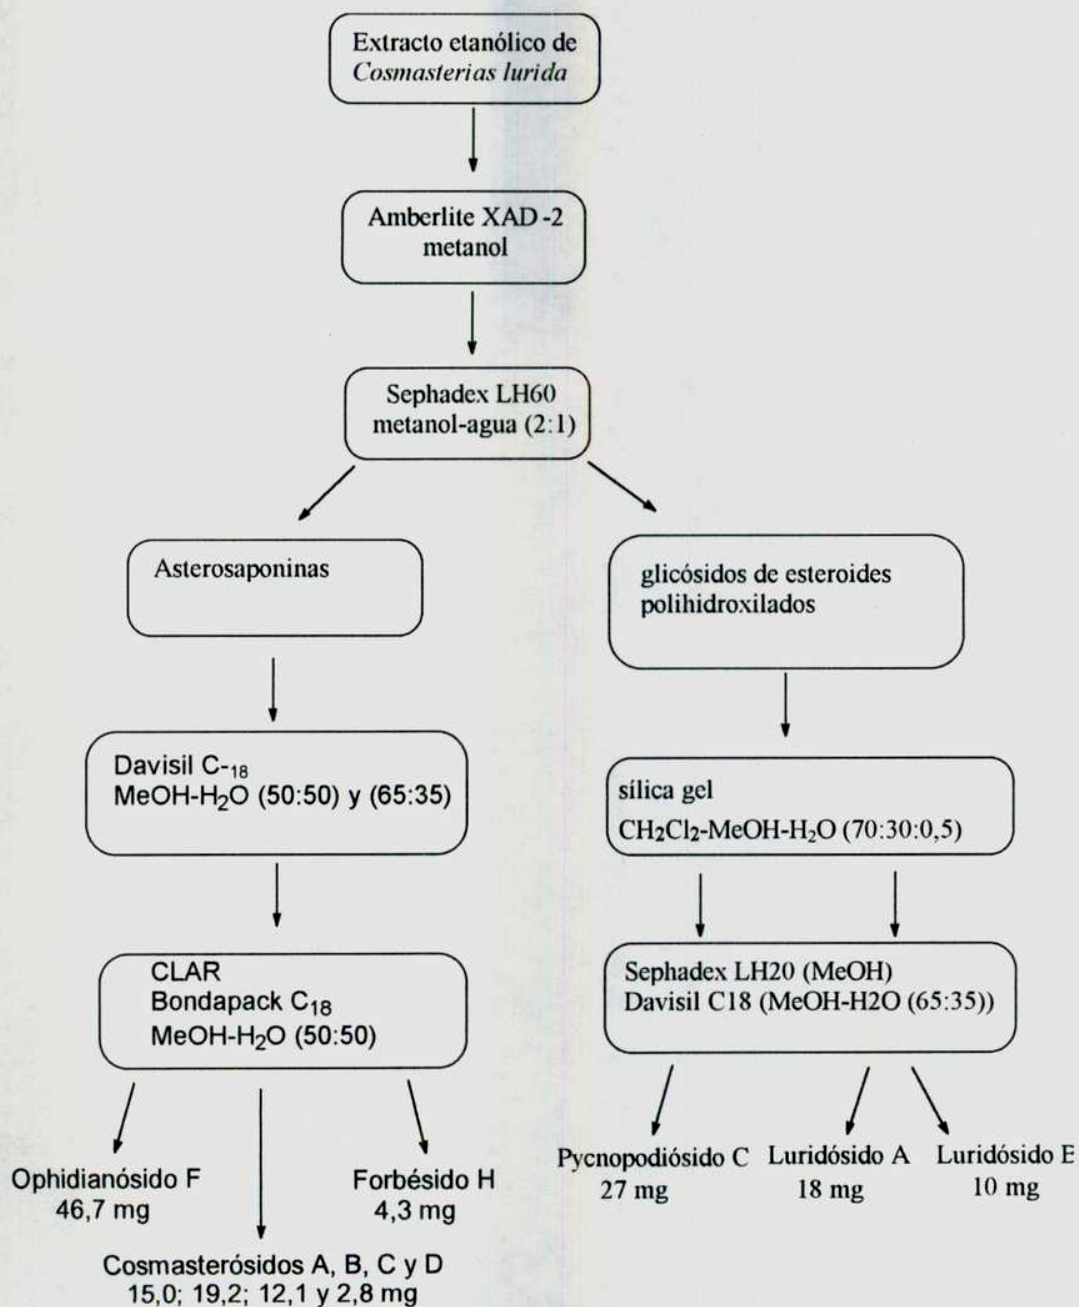 Extracto etanólico de
Cosmasterias lurida
Amberlite XAD-2
metanol
Sephadex LH60
metanol-agua (2:1)
Asterosaponinas
glicósidos de esteroides
polihidroxilados
Davisil C-₁₈
MeOH-H₂O (50:50) y (65:35)
sílica gel
CH₂Cl₂-MeOH-H₂O (70:30:0,5)
CLAR
Bondapack C₁₈
MeOH-H₂O (50:50)
Sephadex LH20 (MeOH)
Davisil C18 (MeOH-H2O (65:35))
Ophidianósido F
46,7 mg
Forbésido H
4,3 mg
Cosmasterósidos A, B, C y D
15,0; 19,2; 12,1 y 2,8 mg
Pycnopodiósido C
27 mg
Luridósido A
18 mg
Luridósido E
10 mg